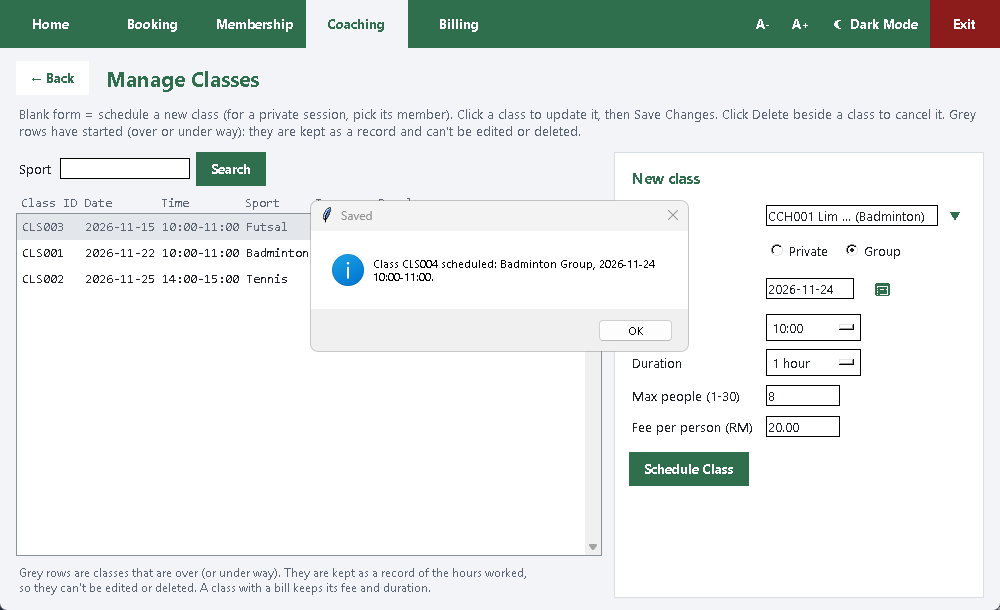 Home Booking Membership Coaching Billing A- A+ Dark Mode Exit
← Back Manage Classes
Blank form = schedule a new class (for a private session, pick its member). Click a class to update it, then Save Changes. Click Delete beside a class to cancel it. Grey
rows have started (over or under way): they are kept as a record and can't be edited or deleted.
Sport Search
Class ID Date Time Sport
CLS003 2026-11-15 10:00-11:00 Futsal
CLS001 2026-11-22 10:00-11:00 Badminton
CLS002 2026-11-25 14:00-15:00 Tennis
Saved
Class CLS004 scheduled: Badminton Group, 2026-11-24
10:00-11:00.
OK
New class
CCH001 Lim ... (Badminton)
Private Group
2026-11-24
10:00
Duration 1 hour
Max people (1-30) 8
Fee per person (RM) 20.00
Schedule Class
Grey rows are classes that are over (or under way). They are kept as a record of the hours worked,
so they can't be edited or deleted. A class with a bill keeps its fee and duration.